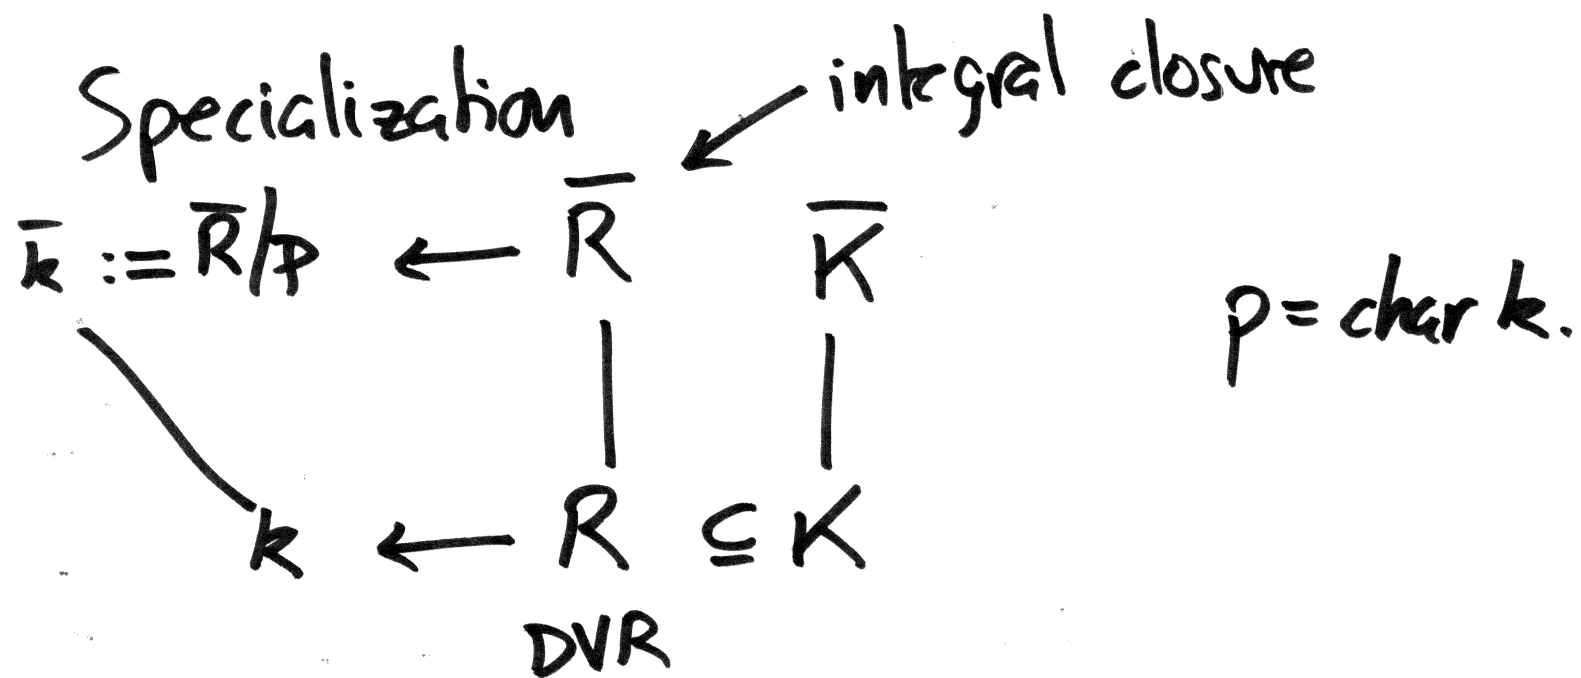 Specialization
integral closure
k̄ := R̄/p ← R̄ K̄
p = char k.
k ← R ⊆ K
DVR